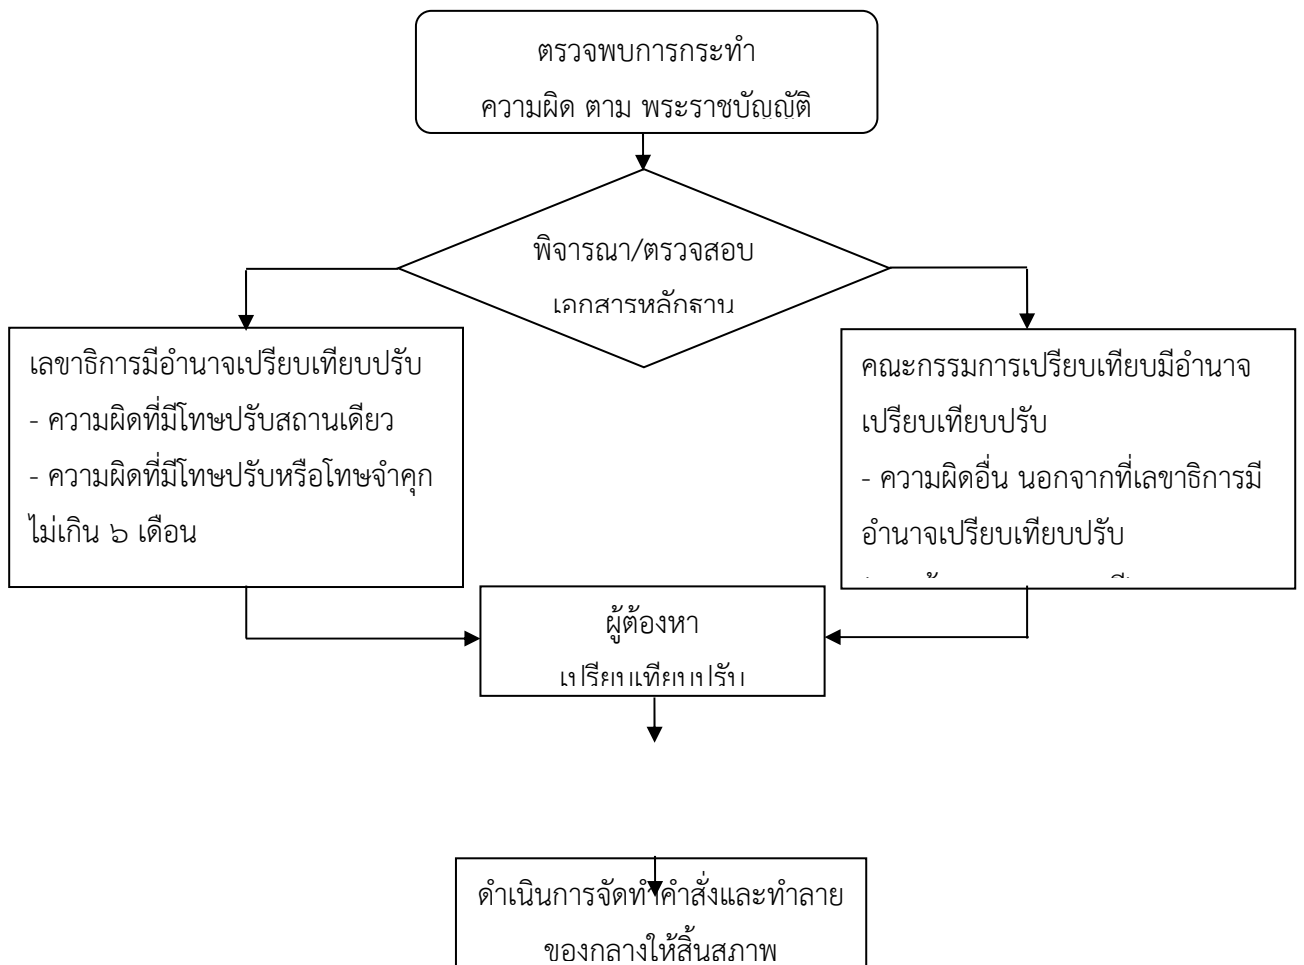 ตรวจพบการกระทำ
ความผิด ตาม พระราชบัญญัติ
พิจารณา/ตรวจสอบ
เอกสารหลักฐาน
เลขาธิการมีอำนาจเปรียบเทียบปรับ
- ความผิดที่มีโทษปรับสถานเดียว
- ความผิดที่มีโทษปรับหรือโทษจำคุก
ไม่เกิน ๖ เดือน
คณะกรรมการเปรียบเทียบมีอำนาจ
เปรียบเทียบปรับ
- ความผิดอื่น นอกจากที่เลขาธิการมี
อำนาจเปรียบเทียบปรับ
ผู้ต้องหา
เปรียบเทียบปรับ
ดำเนินการจัดทำคำสั่งและทำลาย
ของกลางให้สิ้นสภาพ